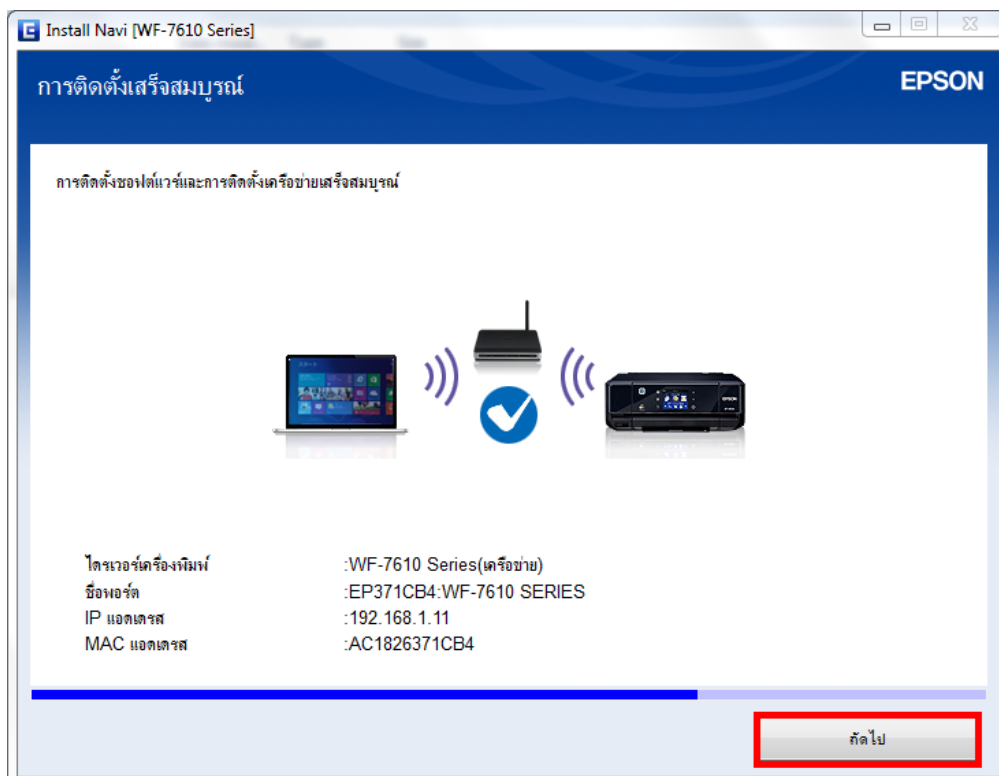 Install Navi [WF-7610 Series]
การติดตั้งเสร็จสมบูรณ์
EPSON
การติดตั้งซอฟต์แวร์และการติดตั้งเครือข่ายเสร็จสมบูรณ์
ไดรเวอร์เครื่องพิมพ์ :WF-7610 Series(เครือข่าย)
ชื่อพอร์ต :EP371CB4:WF-7610 SERIES
IP แอดเดรส :192.168.1.11
MAC แอดเดรส :AC1826371CB4
ถัดไป